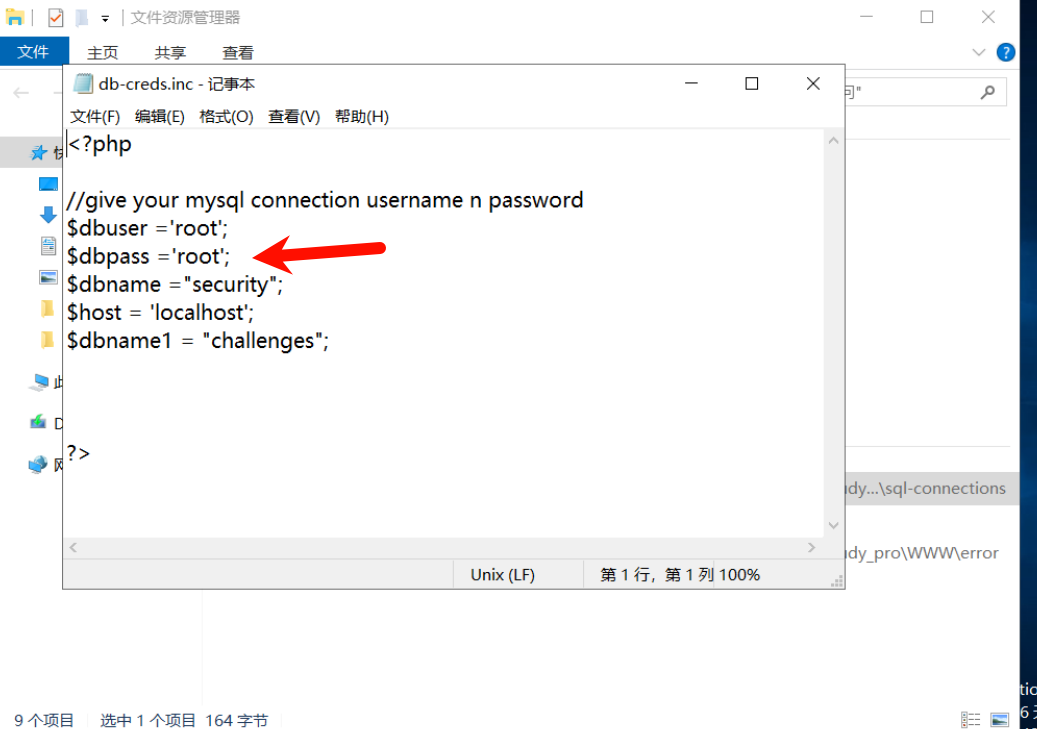 文件资源管理器
文件 主页 共享 查看
db-creds.inc - 记事本
文件(F) 编辑(E) 格式(O) 查看(V) 帮助(H)
<?php
//give your mysql connection username n password
$dbuser ='root';
$dbpass ='root';
$dbname ="security";
$host = 'localhost';
$dbname1 = "challenges";
?>
dy...\sql-connections
dy_pro\WWW\error
Unix (LF) 第 1 行，第 1 列 100%
9 个项目 选中 1 个项目 164 字节